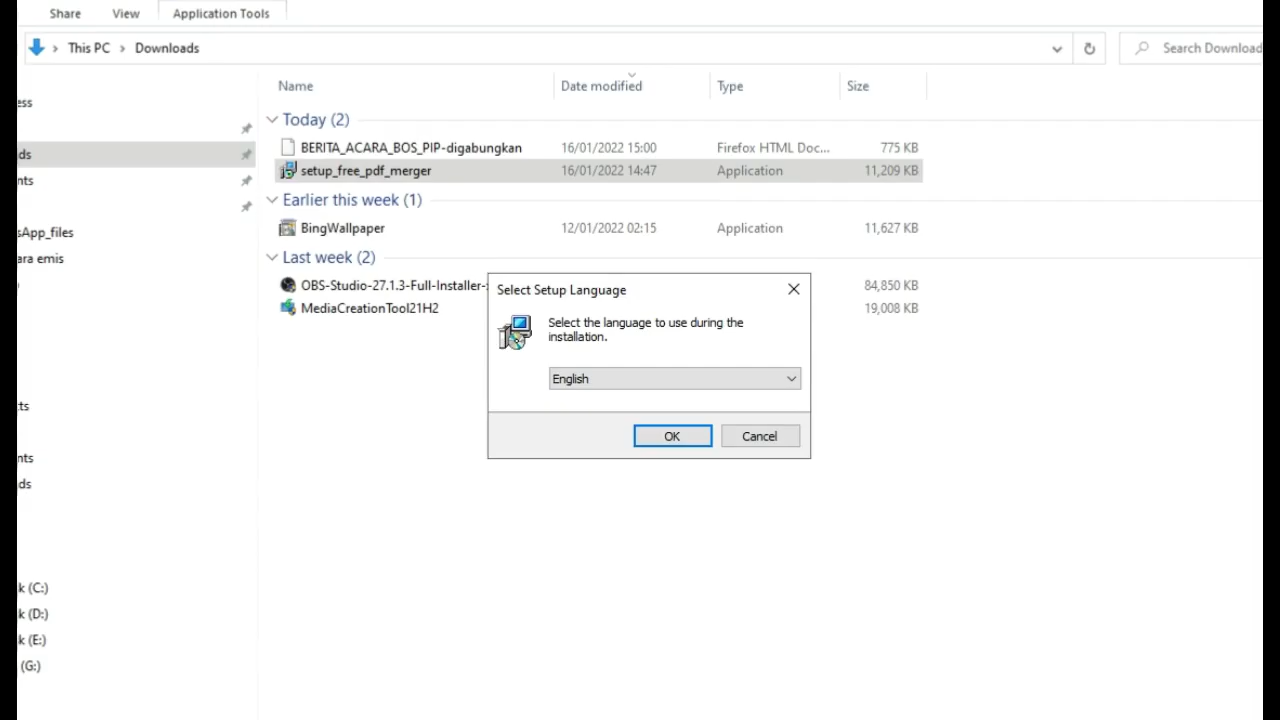 Share View Application Tools
This PC > Downloads Search Download
Name Date modified Type Size
ess
Today (2)
BERITA_ACARA_BOS_PIP-digabungkan 16/01/2022 15:00 Firefox HTML Doc... 775 KB
ds
setup_free_pdf_merger 16/01/2022 14:47 Application 11,209 KB
nts
Earlier this week (1)
sApp_files
BingWallpaper 12/01/2022 02:15 Application 11,627 KB
ara emis
Last week (2)
OBS-Studio-27.1.3-Full-Installer- 84,850 KB
MediaCreationTool21H2 19,008 KB
Select Setup Language
Select the language to use during the
installation.
English
OK Cancel
ts
nts
ds
k (C:)
k (D:)
k (E:)
(G:)